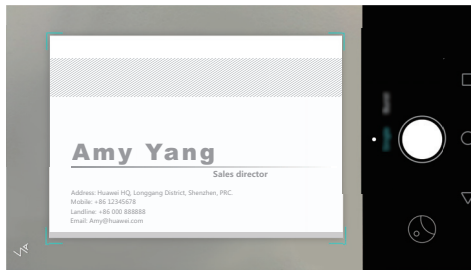 Amy Yang
Sales director
Address: Huawei HQ, Longgang District, Shenzhen, PRC.
Mobile: +86 12345678
Landline: +86 000 888888
Email: Amy@huawei.com